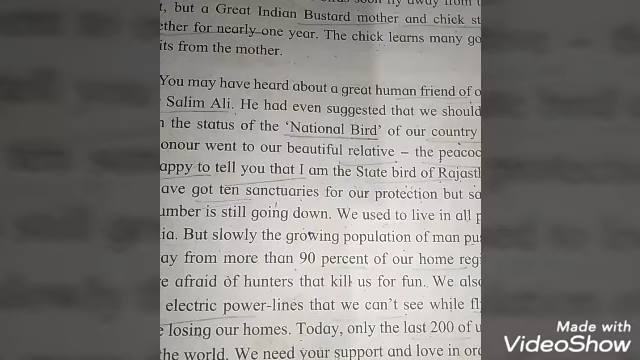 t, but a Great Indian Bustard mother and chick st
ether for nearly one year. The chick learns many go
its from the mother.
You may have heard about a great human friend of o
Salim Ali. He had even suggested that we should
n the status of the ‘National Bird’ of our country
onour went to our beautiful relative – the peacoc
appy to tell you that I am the State bird of Rajasth
ave got ten sanctuaries for our protection but sa
umber is still going down. We used to live in all p
ia. But slowly the growing population of man pu
ay from more than 90 percent of our home reg
e afraid of hunters that kill us for fun. We also
electric power-lines that we can't see while fl
e losing our homes. Today, only the last 200 of u
the world. We need your support and love in ord
Made with
VideoShow